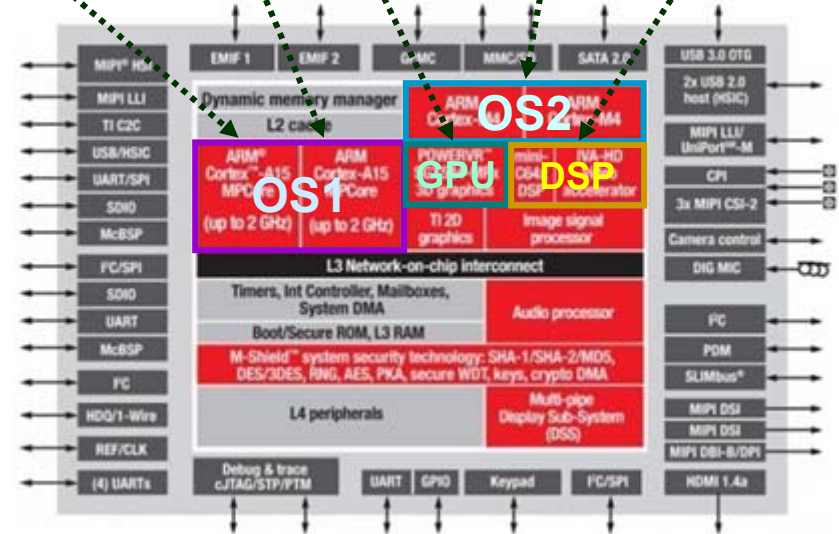 EMIF 1
EMIF 2
GPMC
SATA 2.0
USB 3.0 OTG
MIPI® HSI
2x USB 2.0
host (HSIC)
MIPI LLI
Dynamic memory manager
ARM
ARM
OS2
TI C2C
L2 cache
MIPI LLI/
UniPort℠-M
USB/HSIC
ARM®
Cortex™-A15
MPCore
(up to 2 GHz)
ARM
Cortex-A15
(up to 2 GHz)
OS1
POWERVR™
3D graphics
GPU
mini-
C64
DSP
IVA-HD
accelerator
DSP
UART/SPI
CPI
SDIO
3x MIPI CSI-2
McBSP
TI 2D
graphics
Image signal
processor
Camera control
I²C/SPI
L3 Network-on-chip interconnect
DIG MIC
SDIO
Timers, Int Controller, Mailboxes,
System DMA
Audio processor
UART
I²C
Boot/Secure ROM, L3 RAM
McBSP
PDM
M-Shield™ system security technology: SHA-1/SHA-2/MD5,
DES/3DES, RNG, AES, PKA, secure WDT, keys, crypto DMA
I²C
SLIMbus®
HDQ/1-Wire
L4 peripherals
Multi-pipe
Display Sub-System
(DSS)
MIPI DSI
MIPI DSI
REF/CLK
MIPI DBI-B/DPI
(4) UARTs
Debug & trace
cJTAG/STP/PTM
UART
GPIO
Keypad
I²C/SPI
HDMI 1.4a